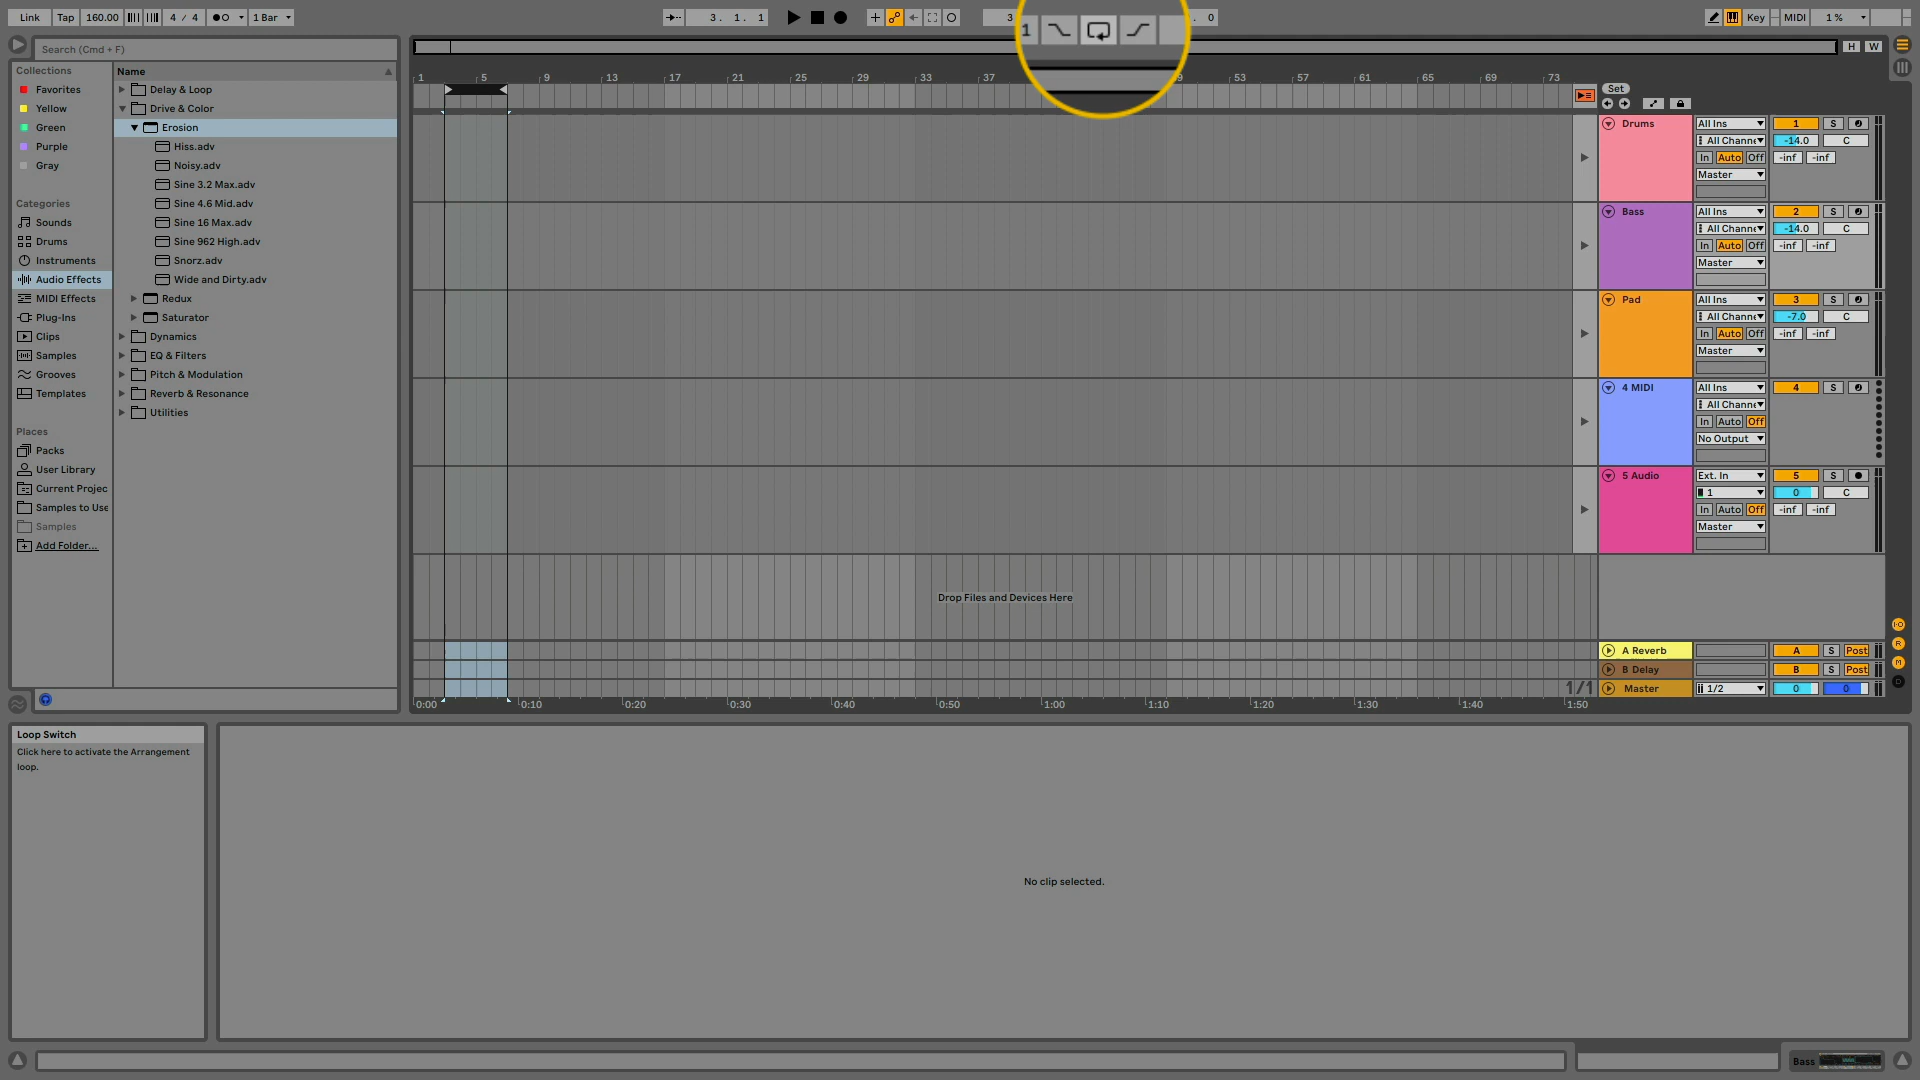 Link Tap 160.00 4 / 4 1 Bar 3. 1. 1 3 1 . 0 Key MIDI 1 %
Search (Cmd + F)
H W
Collections
Favorites
Yellow
Green
Purple
Gray
Categories
Sounds
Drums
Instruments
Audio Effects
MIDI Effects
Plug-Ins
Clips
Samples
Grooves
Templates
Places
Packs
User Library
Current Projec
Samples to Use
Samples
Add Folder...
Name
Delay & Loop
Drive & Color
Erosion
Hiss.adv
Noisy.adv
Sine 3.2 Max.adv
Sine 4.6 Mid.adv
Sine 16 Max.adv
Sine 962 High.adv
Snorz.adv
Wide and Dirty.adv
Redux
Saturator
Dynamics
EQ & Filters
Pitch & Modulation
Reverb & Resonance
Utilities
1 5 9 13 17 21 25 29 33 37 9 53 57 61 65 69 73
Set
Drums All Ins 1 S
All Channe -14.0 C
In Auto Off -inf -inf
Master
Bass All Ins 2 S
All Channe -14.0 C
In Auto Off -inf -inf
Master
Pad All Ins 3 S
All Channe -7.0 C
In Auto Off -inf -inf
Master
4 MIDI All Ins 4 S
All Channe
In Auto Off
No Output
5 Audio Ext. In 5 S
1 0 C
In Auto Off -inf -inf
Master
Drop Files and Devices Here
A Reverb A S Post
B Delay B S Post
1/1 Master 1/2 0 0
I·O
R
M
D
0:00 0:10 0:20 0:30 0:40 0:50 1:00 1:10 1:20 1:30 1:40 1:50
Loop Switch
Click here to activate the Arrangement
loop.
No clip selected.
Bass